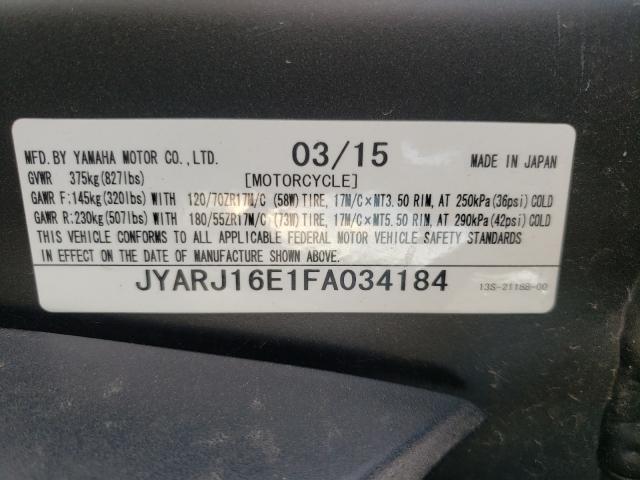 MFD.BY YAMAHA MOTOR CO.,LTD. 03/15 MADE IN JAPAN
GVWR 375kg(827lbs) [MOTORCYCLE]
GAWR F:145kg(320lbs)WITH 120/70ZR17M/C (58W)TIRE, 17M/C×MT3.50 RIM, AT 250kPa(36psi)COLD
GAWR R:230kg(507lbs)WITH 180/55ZR17M/C (73W)TIRE, 17M/C×MT5.50 RIM, AT 290kPa(42psi)COLD
THIS VEHICLE CONFORMS TO ALL APPLICABLE FEDERAL MOTOR VEHICLE SAFETY STANDARDS
IN EFFECT ON THE DATE OF MANUFACTURE SHOWN ABOVE.
JYARJ16E1FA034184
13S-21188-00